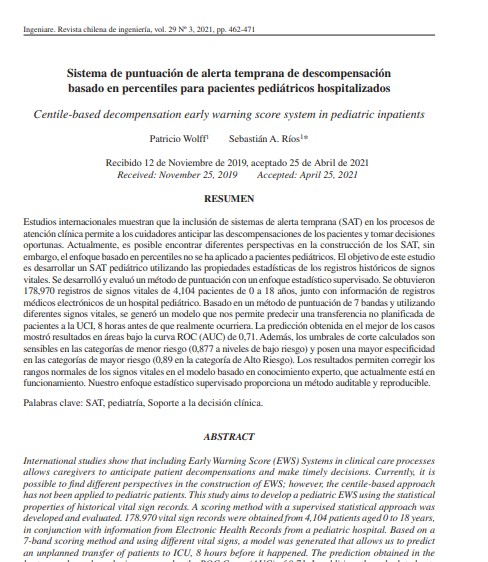 Ingeniare. Revista chilena de ingeniería, vol. 29 Nº 3, 2021, pp. 462-471
Sistema de puntuación de alerta temprana de descompensación
basado en percentiles para pacientes pediátricos hospitalizados
Centile-based decompensation early warning score system in pediatric inpatients
Patricio Wolff¹ Sebastián A. Ríos¹*
Recibido 12 de Noviembre de 2019, aceptado 25 de Abril de 2021
Received: November 25, 2019 Accepted: April 25, 2021
RESUMEN
Estudios internacionales muestran que la inclusión de sistemas de alerta temprana (SAT) en los procesos de
atención clínica permite a los cuidadores anticipar las descompensaciones de los pacientes y tomar decisiones
oportunas. Actualmente, es posible encontrar diferentes perspectivas en la construcción de los SAT, sin
embargo, el enfoque basado en percentiles no se ha aplicado a pacientes pediátricos. El objetivo de este estudio
es desarrollar un SAT pediátrico utilizando las propiedades estadísticas de los registros históricos de signos
vitales. Se desarrolló y evaluó un método de puntuación con un enfoque estadístico supervisado. Se obtuvieron
178,970 registros de signos vitales de 4,104 pacientes de 0 a 18 años, junto con información de registros
médicos electrónicos de un hospital pediátrico. Basado en un método de puntuación de 7 bandas y utilizando
diferentes signos vitales, se generó un modelo que nos permite predecir una transferencia no planificada de
pacientes a la UCI, 8 horas antes de que realmente ocurriera. La predicción obtenida en el mejor de los casos
mostró resultados en áreas bajo la curva ROC (AUC) de 0,71. Además, los umbrales de corte calculados son
sensibles en las categorías de menor riesgo (0,877 a niveles de bajo riesgo) y posen una mayor especificidad
en las categorías de mayor riesgo (0,89 en la categoría de Alto Riesgo). Los resultados permiten corregir los
rangos normales de los signos vitales en el modelo basado en conocimiento experto, que actualmente está en
funcionamiento. Nuestro enfoque estadístico supervisado proporciona un método auditable y reproducible.
Palabras clave: SAT, pediatría, Soporte a la decisión clínica.
ABSTRACT
International studies show that including Early Warning Score (EWS) Systems in clinical care processes
allows caregivers to anticipate patient decompensations and make timely decisions. Currently, it is
possible to find different perspectives in the construction of EWS; however, the centile-based approach
has not been applied to pediatric patients. This study aims to develop a pediatric EWS using the statistical
properties of historical vital sign records. A scoring method with a supervised statistical approach was
developed and evaluated. 178.970 vital sign records were obtained from 4,104 patients aged 0 to 18 years,
in conjunction with information from Electronic Health Records from a pediatric hospital. Based on a
7-band scoring method and using different vital signs, a model was generated that allows us to predict
an unplanned transfer of patients to ICU, 8 hours before it happened. The prediction obtained in the